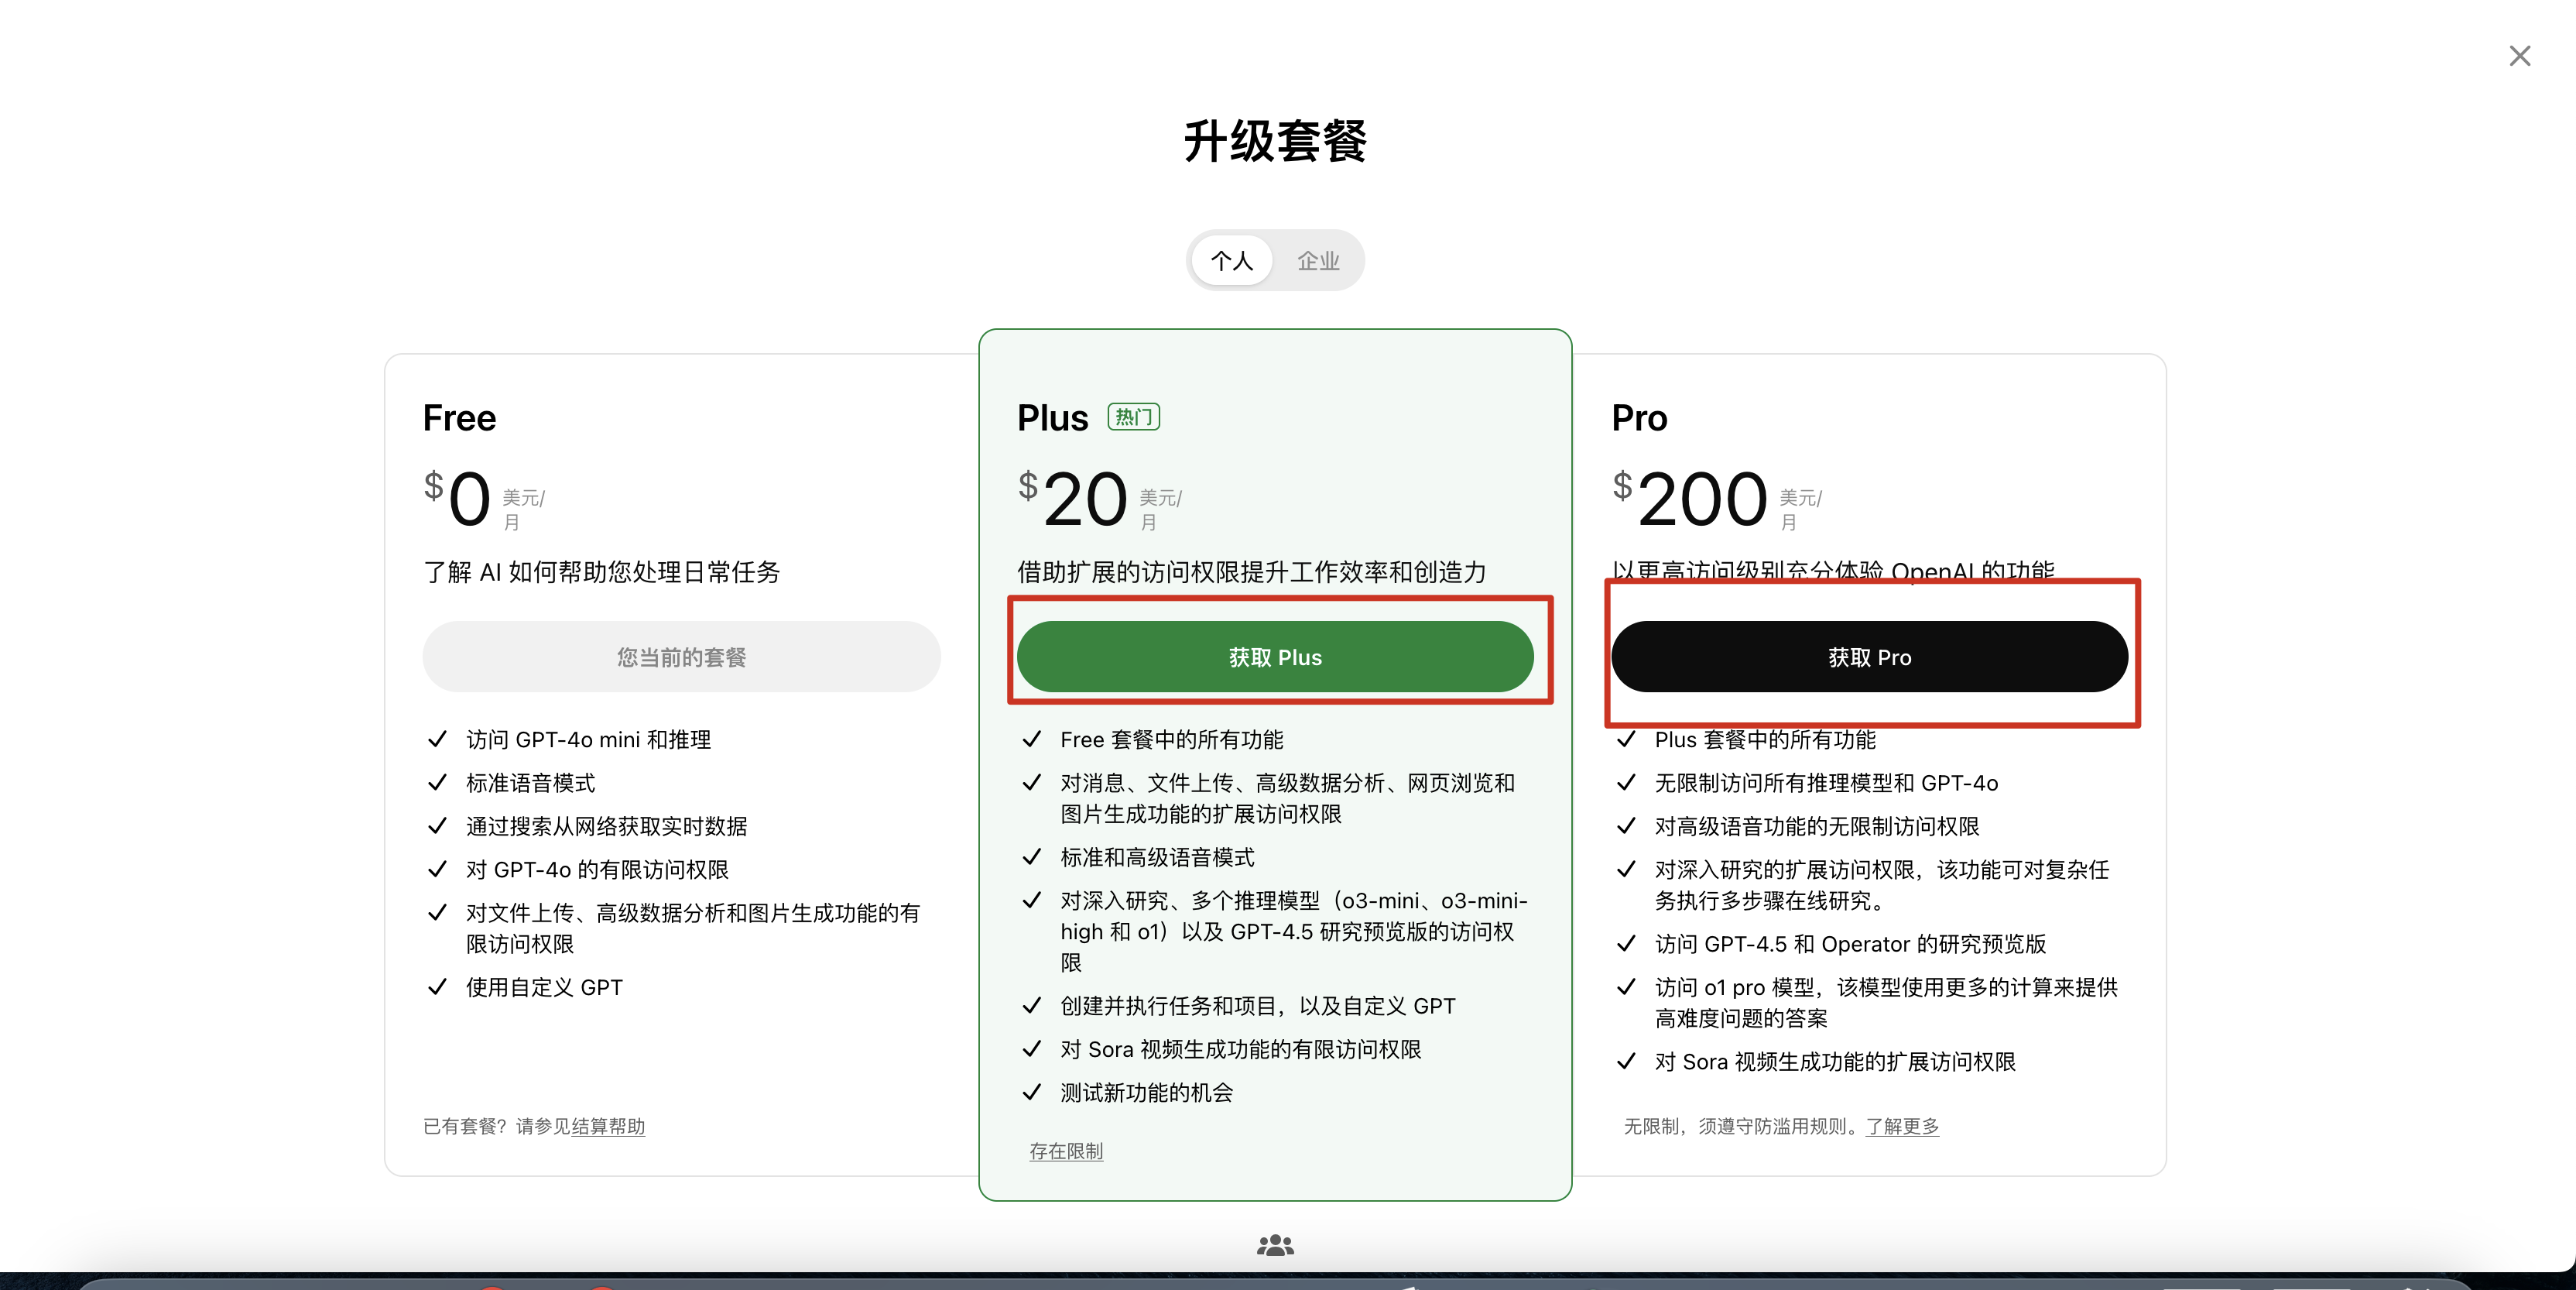 升级套餐
个人
企业
Free
$0 美元/
月
了解 AI 如何帮助您处理日常任务
您当前的套餐
访问 GPT-4o mini 和推理
标准语音模式
通过搜索从网络获取实时数据
对 GPT-4o 的有限访问权限
对文件上传、高级数据分析和图片生成功能的有
限访问权限
使用自定义 GPT
已有套餐？请参见结算帮助
Plus 热门
$20 美元/
月
借助扩展的访问权限提升工作效率和创造力
获取 Plus
Free 套餐中的所有功能
对消息、文件上传、高级数据分析、网页浏览和
图片生成功能的扩展访问权限
标准和高级语音模式
对深入研究、多个推理模型（o3-mini、o3-mini-
high 和 o1）以及 GPT-4.5 研究预览版的访问权
限
创建并执行任务和项目，以及自定义 GPT
对 Sora 视频生成功能的有限访问权限
测试新功能的机会
存在限制
Pro
$200 美元/
月
以更高访问级别充分体验 OpenAI 的功能
获取 Pro
Plus 套餐中的所有功能
无限制访问所有推理模型和 GPT-4o
对高级语音功能的无限制访问权限
对深入研究的扩展访问权限，该功能可对复杂任
务执行多步骤在线研究。
访问 GPT-4.5 和 Operator 的研究预览版
访问 o1 pro 模型，该模型使用更多的计算来提供
高难度问题的答案
对 Sora 视频生成功能的扩展访问权限
无限制，须遵守防滥用规则。了解更多